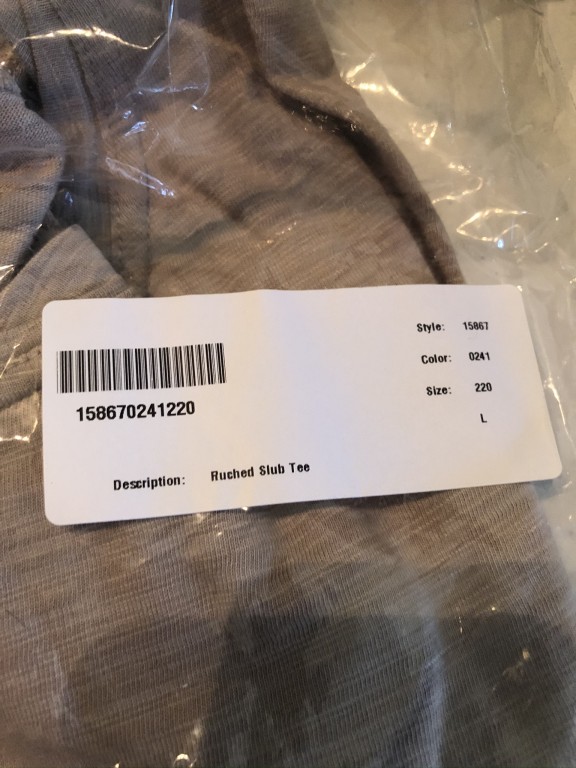 Style: 15867
Color: 0241
Size: 220
L
158670241220
Description: Ruched Slub Tee